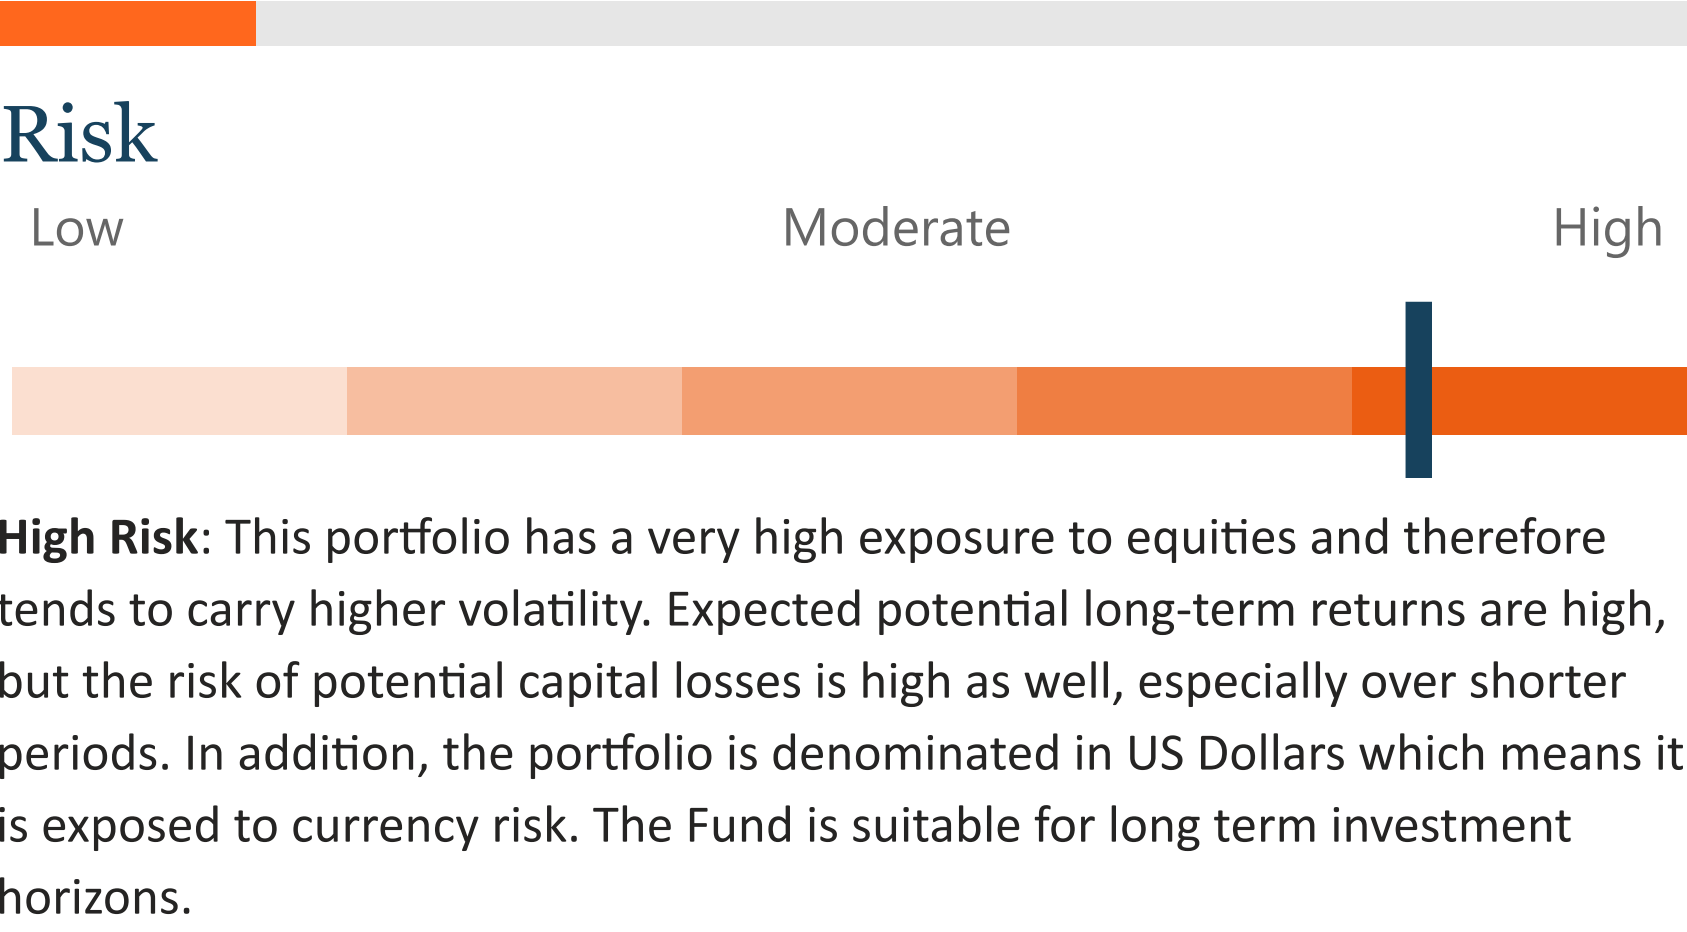 Risk
Low Moderate High
High Risk: This portfolio has a very high exposure to equities and therefore
tends to carry higher volatility. Expected potential long-term returns are high,
but the risk of potential capital losses is high as well, especially over shorter
periods. In addition, the portfolio is denominated in US Dollars which means it
is exposed to currency risk. The Fund is suitable for long term investment
horizons.